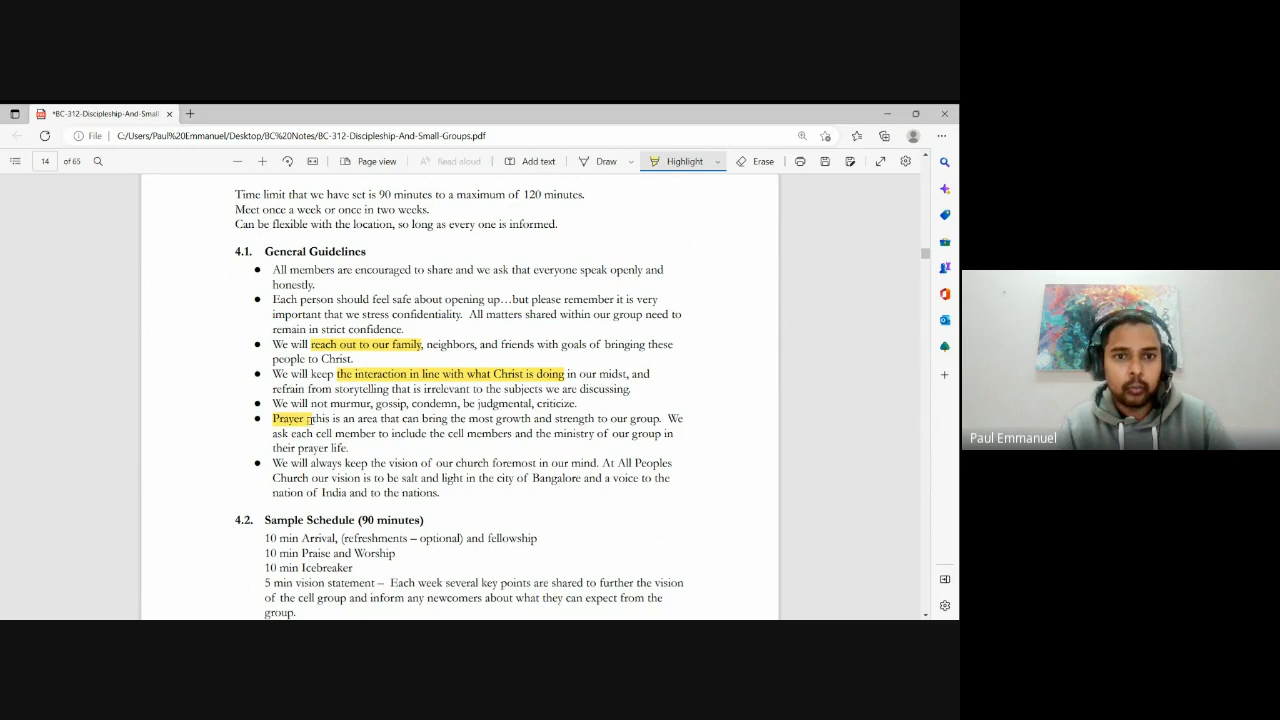 *BC-312-Discipleship-And-Small
File
C:/Users/Paul%20Emmanuel/Desktop/BC%20Notes/BC-312-Discipleship-And-Small-Groups.pdf
14 of 65
Page view
Read aloud
Add text
Draw
Highlight
Erase
Time limit that we have set is 90 minutes to a maximum of 120 minutes.
Meet once a week or once in two weeks.
Can be flexible with the location, so long as every one is informed.
4.1. General Guidelines
● All members are encouraged to share and we ask that everyone speak openly and
honestly.
● Each person should feel safe about opening up…but please remember it is very
important that we stress confidentiality. All matters shared within our group need to
remain in strict confidence.
● We will reach out to our family, neighbors, and friends with goals of bringing these
people to Christ.
● We will keep the interaction in line with what Christ is doing in our midst, and
refrain from storytelling that is irrelevant to the subjects we are discussing.
● We will not murmur, gossip, condemn, be judgmental, criticize.
● Prayer – this is an area that can bring the most growth and strength to our group. We
ask each cell member to include the cell members and the ministry of our group in
their prayer life.
● We will always keep the vision of our church foremost in our mind. At All Peoples
Church our vision is to be salt and light in the city of Bangalore and a voice to the
nation of India and to the nations.
4.2. Sample Schedule (90 minutes)
10 min Arrival, (refreshments – optional) and fellowship
10 min Praise and Worship
10 min Icebreaker
5 min vision statement – Each week several key points are shared to further the vision
of the cell group and inform any newcomers about what they can expect from the
group.
Paul Emmanuel